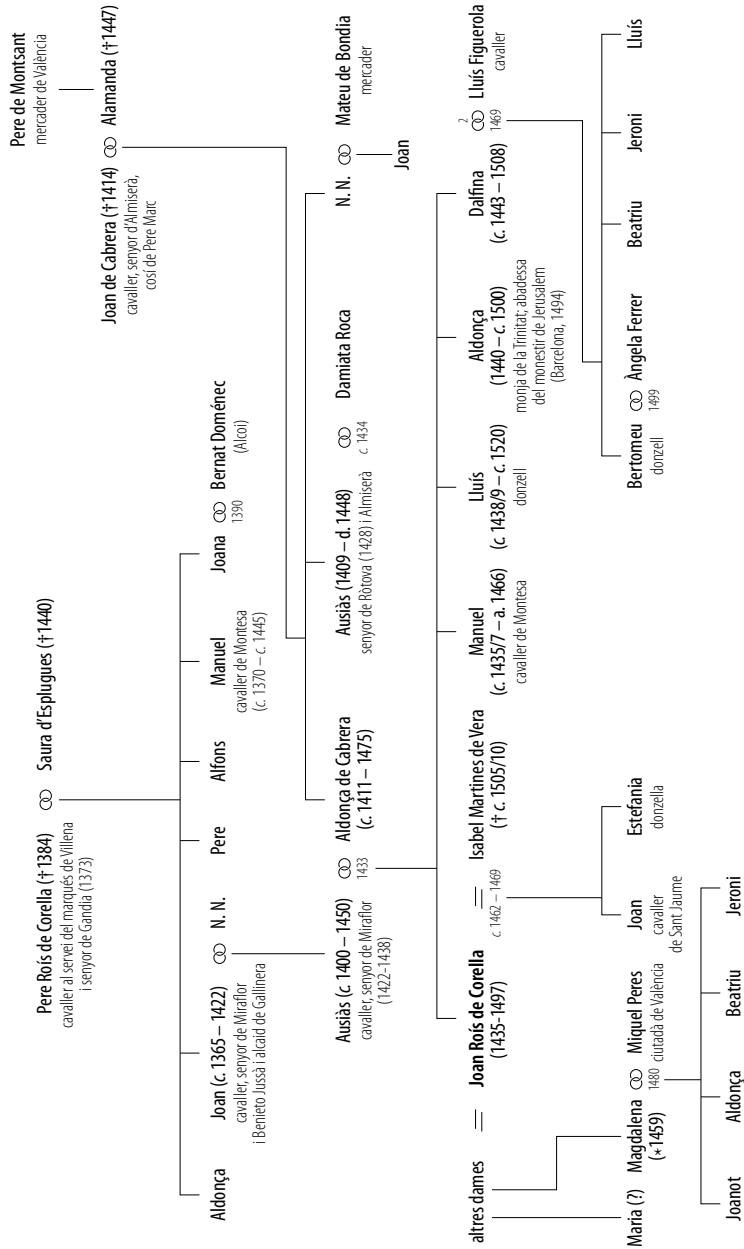 Pere de Montsant
mercader de València
Joan de Cabrera (†1414)
cavaller, senyor d'Almiserà,
cosí de Pere Marc
Alamanda (†1447)
Pere Roís de Corella (†1384)
cavaller al servei del marqués de Villena
i senyor de Gandia (1373)
Saura d'Esplugues (†1440)
Aldonça
Joan (c. 1365 – 1422)
cavaller, senyor de Miraflor
i Benieto Jussà i alcaid de Gallinera
N. N.
Pere
Alfons
Manuel
cavaller de Montesa
(c. 1370 – c. 1445)
Joana
1390
Bernat Doménec
(Alcoi)
Ausiàs (c. 1400 – 1450)
cavaller, senyor de Miraflor
(1422-1438)
1433
Aldonça de Cabrera
(c. 1411 – 1475)
Ausiàs (1409 – d. 1448)
senyor de Ròtova (1428) i Almiserà
c. 1434
Damiata Roca
N. N.
Mateu de Bondia
mercader
Joan
altres dames
Joan Roís de Corella
(1435-1497)
c. 1462 – 1469
Isabel Martines de Vera
(† c. 1505/10)
Manuel
(c. 1435/7 – a. 1466)
cavaller de Montesa
Lluís
(c. 1438/9 – c. 1520)
donzell
Aldonça
(1440 – c. 1500)
monja de la Trinitat; abadessa
del monestir de Jerusalem
(Barcelona, 1494)
Dalfina
(c. 1443 – 1508)
2
1469
Lluís Figuerola
cavaller
Maria (?)
Magdalena
(*1459)
1480
Miquel Peres
ciutadà de València
Joan
cavaller
de Sant Jaume
Estefania
donzella
Bertomeu
donzell
1499
Àngela Ferrer
Beatriu
Jeroni
Lluís
Joanot
Aldonça
Beatriu
Jeroni